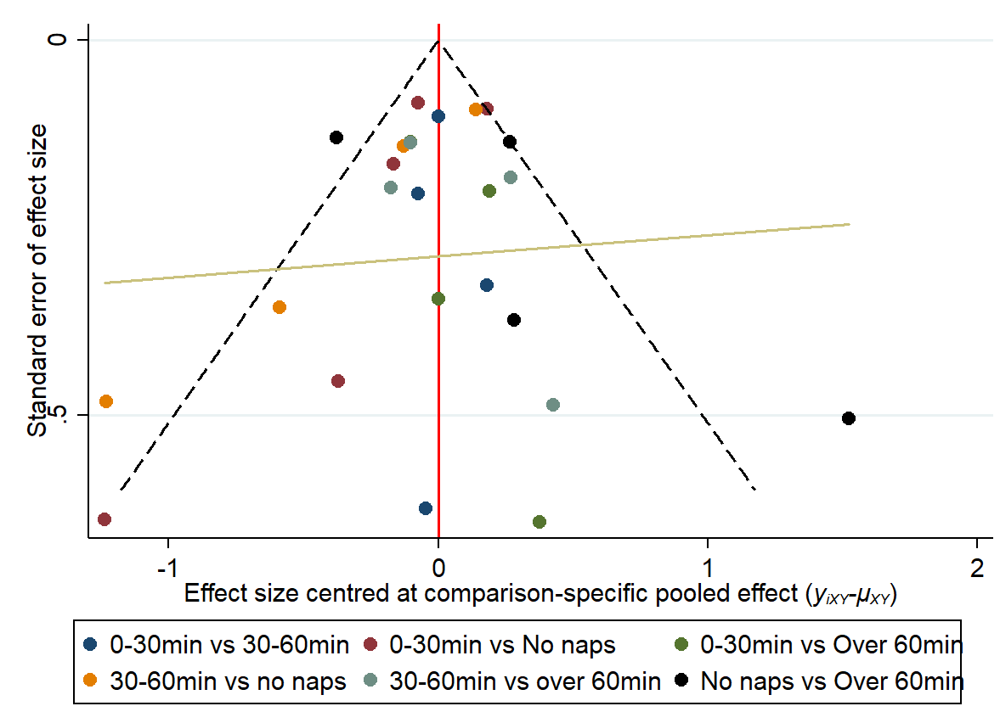 Standard error of effect size
0
.5
-1 0 1 2
Effect size centred at comparison-specific pooled effect (yiXY-μXY)
0-30min vs 30-60min 0-30min vs No naps 0-30min vs Over 60min
30-60min vs no naps 30-60min vs over 60min No naps vs Over 60min